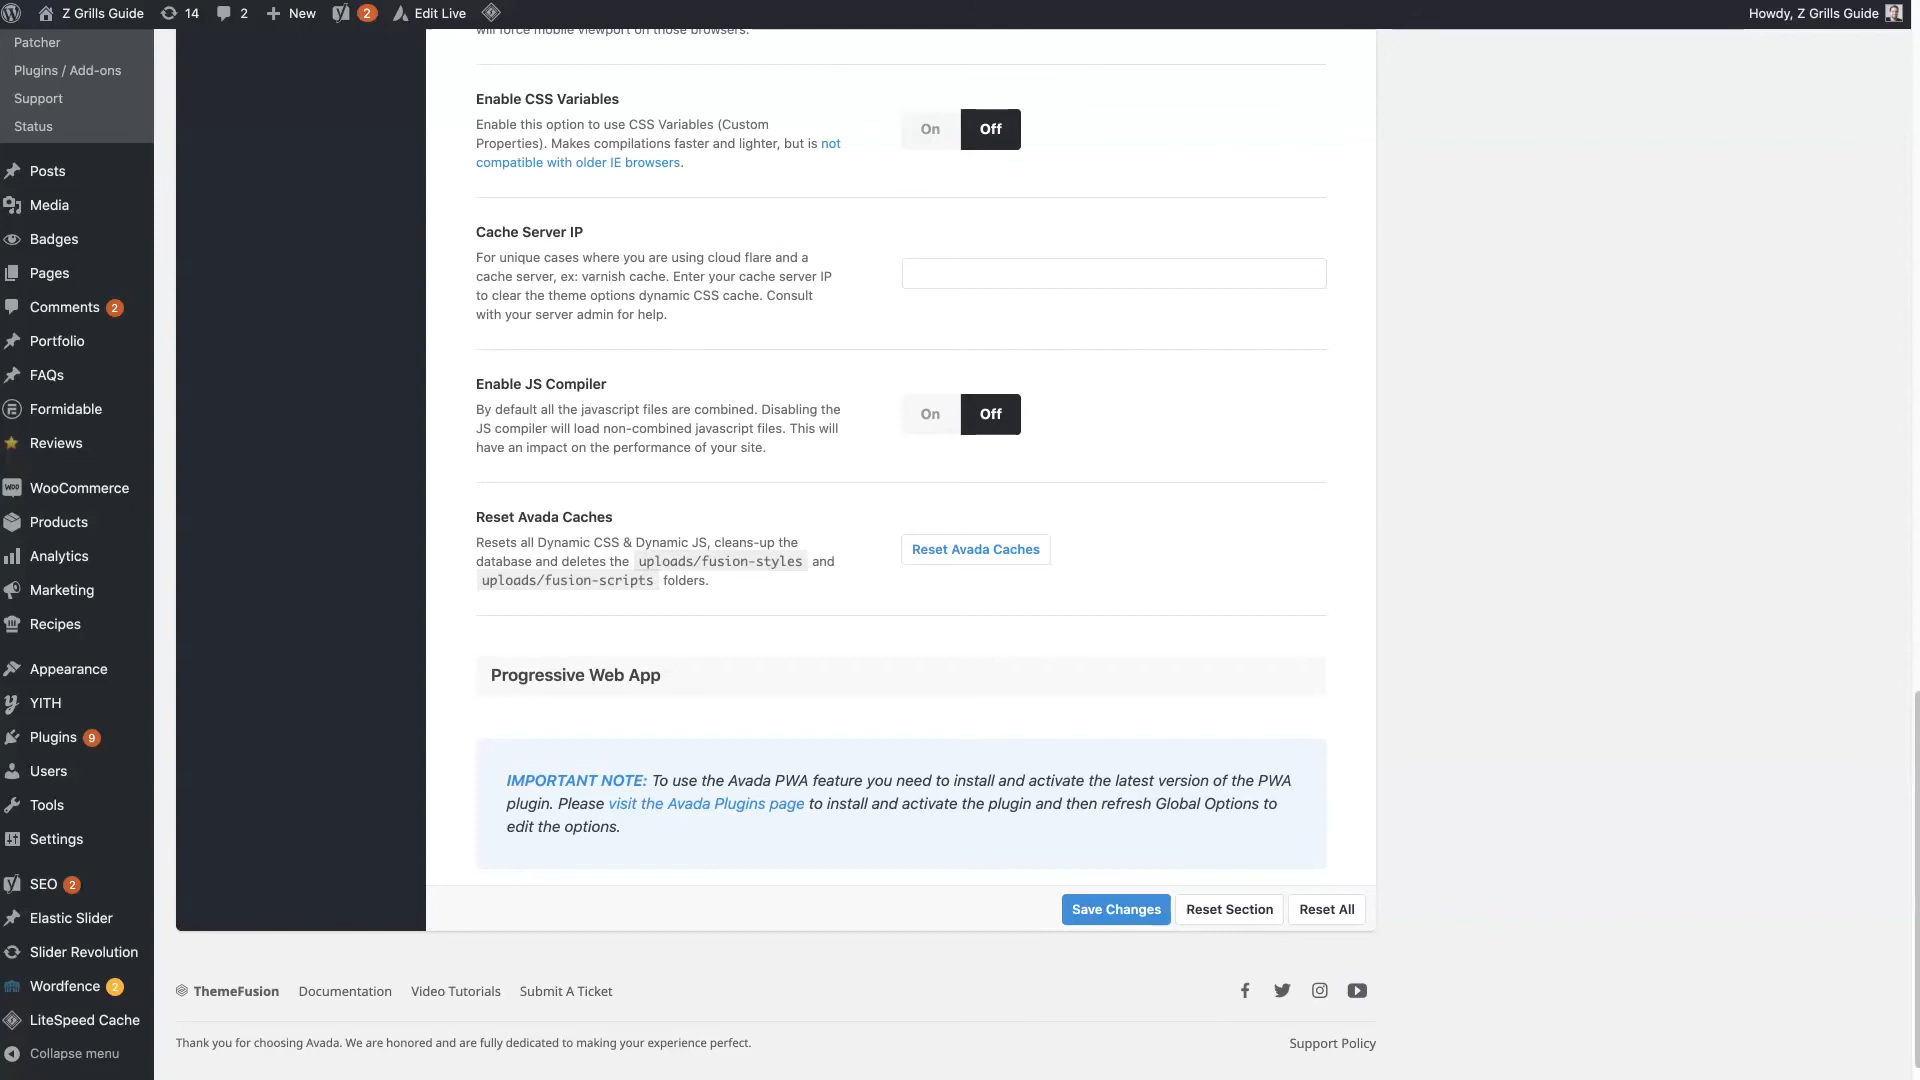 Z Grills Guide
14
2
New
2
Edit Live
Howdy, Z Grills Guide
Patcher
Plugins / Add-ons
Support
Status
Posts
Media
Badges
Pages
Comments 2
Portfolio
FAQs
Formidable
Reviews
WooCommerce
Products
Analytics
Marketing
Recipes
Appearance
YITH
Plugins 9
Users
Tools
Settings
SEO 2
Elastic Slider
Slider Revolution
Wordfence 2
LiteSpeed Cache
Collapse menu
will force mobile viewport on those browsers.
Enable CSS Variables
Enable this option to use CSS Variables (Custom
Properties). Makes compilations faster and lighter, but is not
compatible with older IE browsers.
On
Off
Cache Server IP
For unique cases where you are using cloud flare and a
cache server, ex: varnish cache. Enter your cache server IP
to clear the theme options dynamic CSS cache. Consult
with your server admin for help.
Enable JS Compiler
By default all the javascript files are combined. Disabling the
JS compiler will load non-combined javascript files. This will
have an impact on the performance of your site.
On
Off
Reset Avada Caches
Resets all Dynamic CSS & Dynamic JS, cleans-up the
database and deletes the uploads/fusion-styles and
uploads/fusion-scripts folders.
Reset Avada Caches
Progressive Web App
IMPORTANT NOTE: To use the Avada PWA feature you need to install and activate the latest version of the PWA
plugin. Please visit the Avada Plugins page to install and activate the plugin and then refresh Global Options to
edit the options.
Save Changes
Reset Section
Reset All
ThemeFusion
Documentation
Video Tutorials
Submit A Ticket
Thank you for choosing Avada. We are honored and are fully dedicated to making your experience perfect.
Support Policy